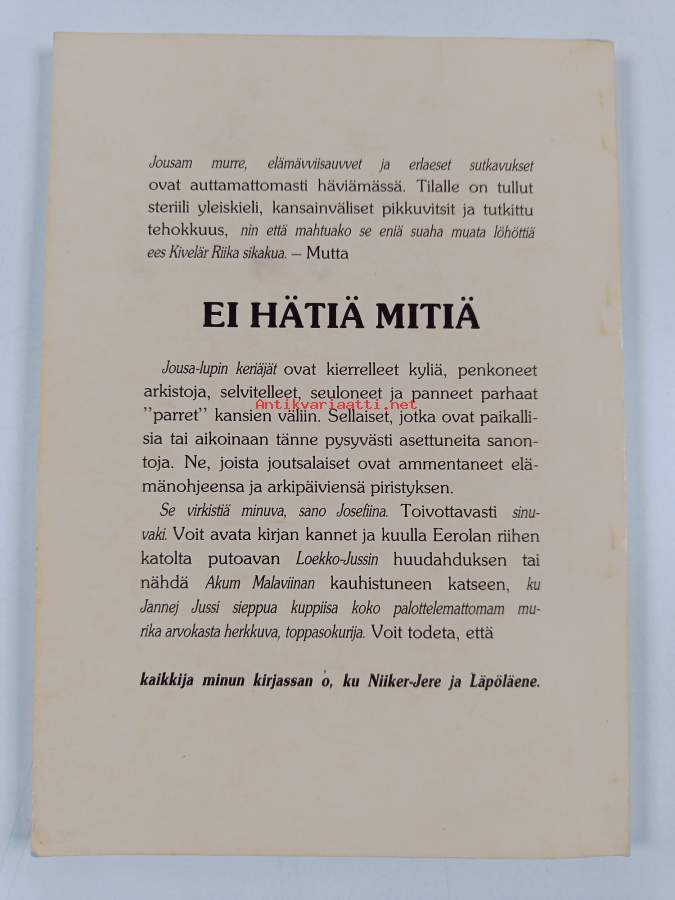 Jousam murre, elämävviisauvvet ja erlaeset sutkavukset
ovat auttamattomasti häviämässä. Tilalle on tullut
steriili yleiskieli, kansainväliset pikkuvitsit ja tutkittu
tehokkuus, nin että mahtuako se eniä suaha muata löhöttiä
ees Kivelär Riika sikakua. — Mutta
EI HÄTIÄ MITIÄ
Jousa-lupin keriäjät ovat kierrelleet kyliä, penkoneet
arkistoja, selvitelleet, seuloneet ja panneet parhaat
Antikvariaatti.net
"parret" kansien väliin. Sellaiset, jotka ovat paikalli-
sia tai aikoinaan tänne pysyvästi asettuneita sanon-
toja. Ne, joista joutsalaiset ovat ammentaneet elä-
mänohjeensa ja arkipäiviensä piristyksen.
Se virkistiä minuva, sano Josefiina. Toivottavasti sinu-
vaki. Voit avata kirjan kannet ja kuulla Eerolan riihen
katolta putoavan Loekko-Jussin huudahduksen tai
nähdä Akum Malaviinan kauhistuneen katseen, ku
Jannej Jussi sieppua kuppiisa koko palottelemattomam mu-
rika arvokasta herkkuva, toppasokurija. Voit todeta, että
kaikkija minun kirjassan o, ku Niiker-Jere ja Läpöläene.